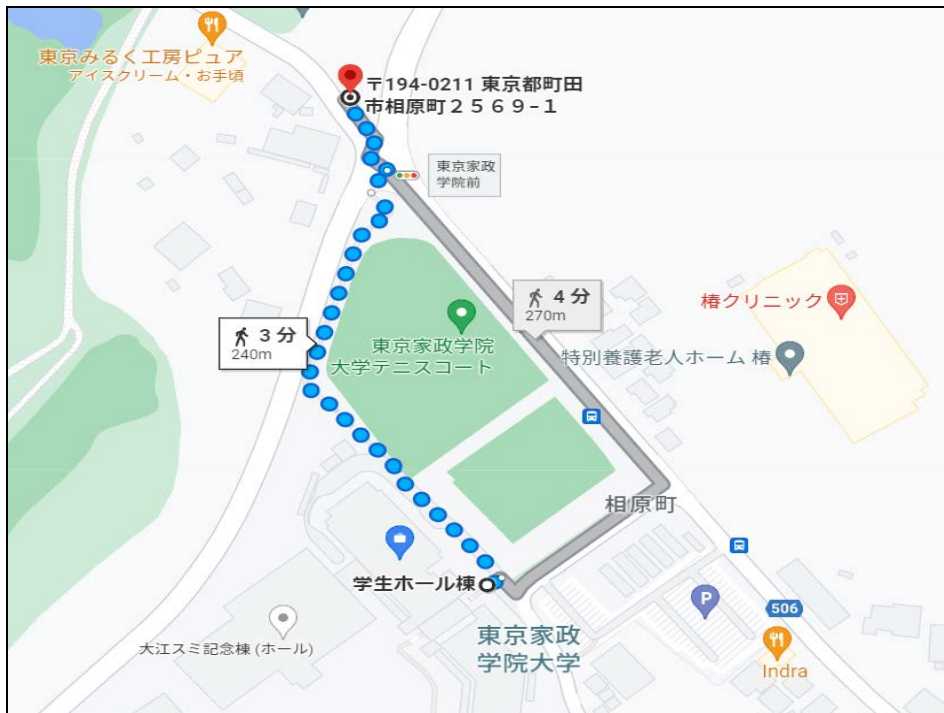 東京みるく工房ピュア
アイスクリーム・お手頃
〒194-0211 東京都町田
市相原町2569-1
東京家政
学院前
4 分
270m
3 分
240m
東京家政学院
大学テニスコート
椿クリニック
特別養護老人ホーム 椿
相原町
学生ホール棟
大江スミ記念棟 (ホール)
東京家政
学院大学
P
506
Indra